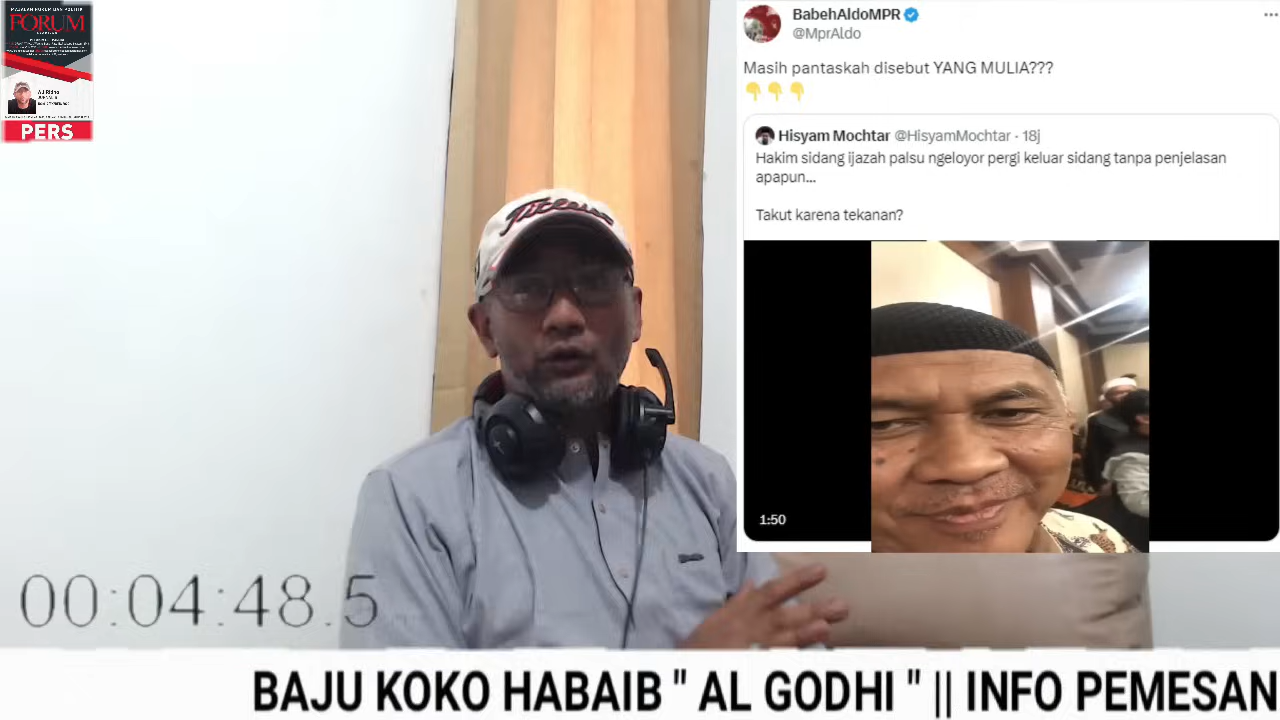 FORUM
PERS
BabehAldoMPR
@MprAldo
Masih pantaskah disebut YANG MULIA???
Hisyam Mochtar @HisyamMochtar · 18j
Hakim sidang ijazah palsu ngeloyor pergi keluar sidang tanpa penjelasan
apapun...
Takut karena tekanan?
1:50
Titleist
00:04:48.5
BAJU KOKO HABAIB " AL GODHI " || INFO PEMESAN